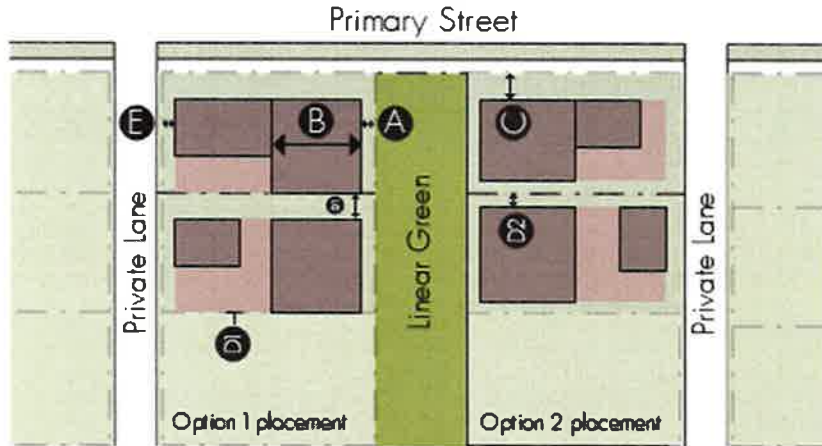 Primary Street
E
B
A
C
D2
D1
Private Lane
Linear Green
Private Lane
Option 1 placement
Option 2 placement